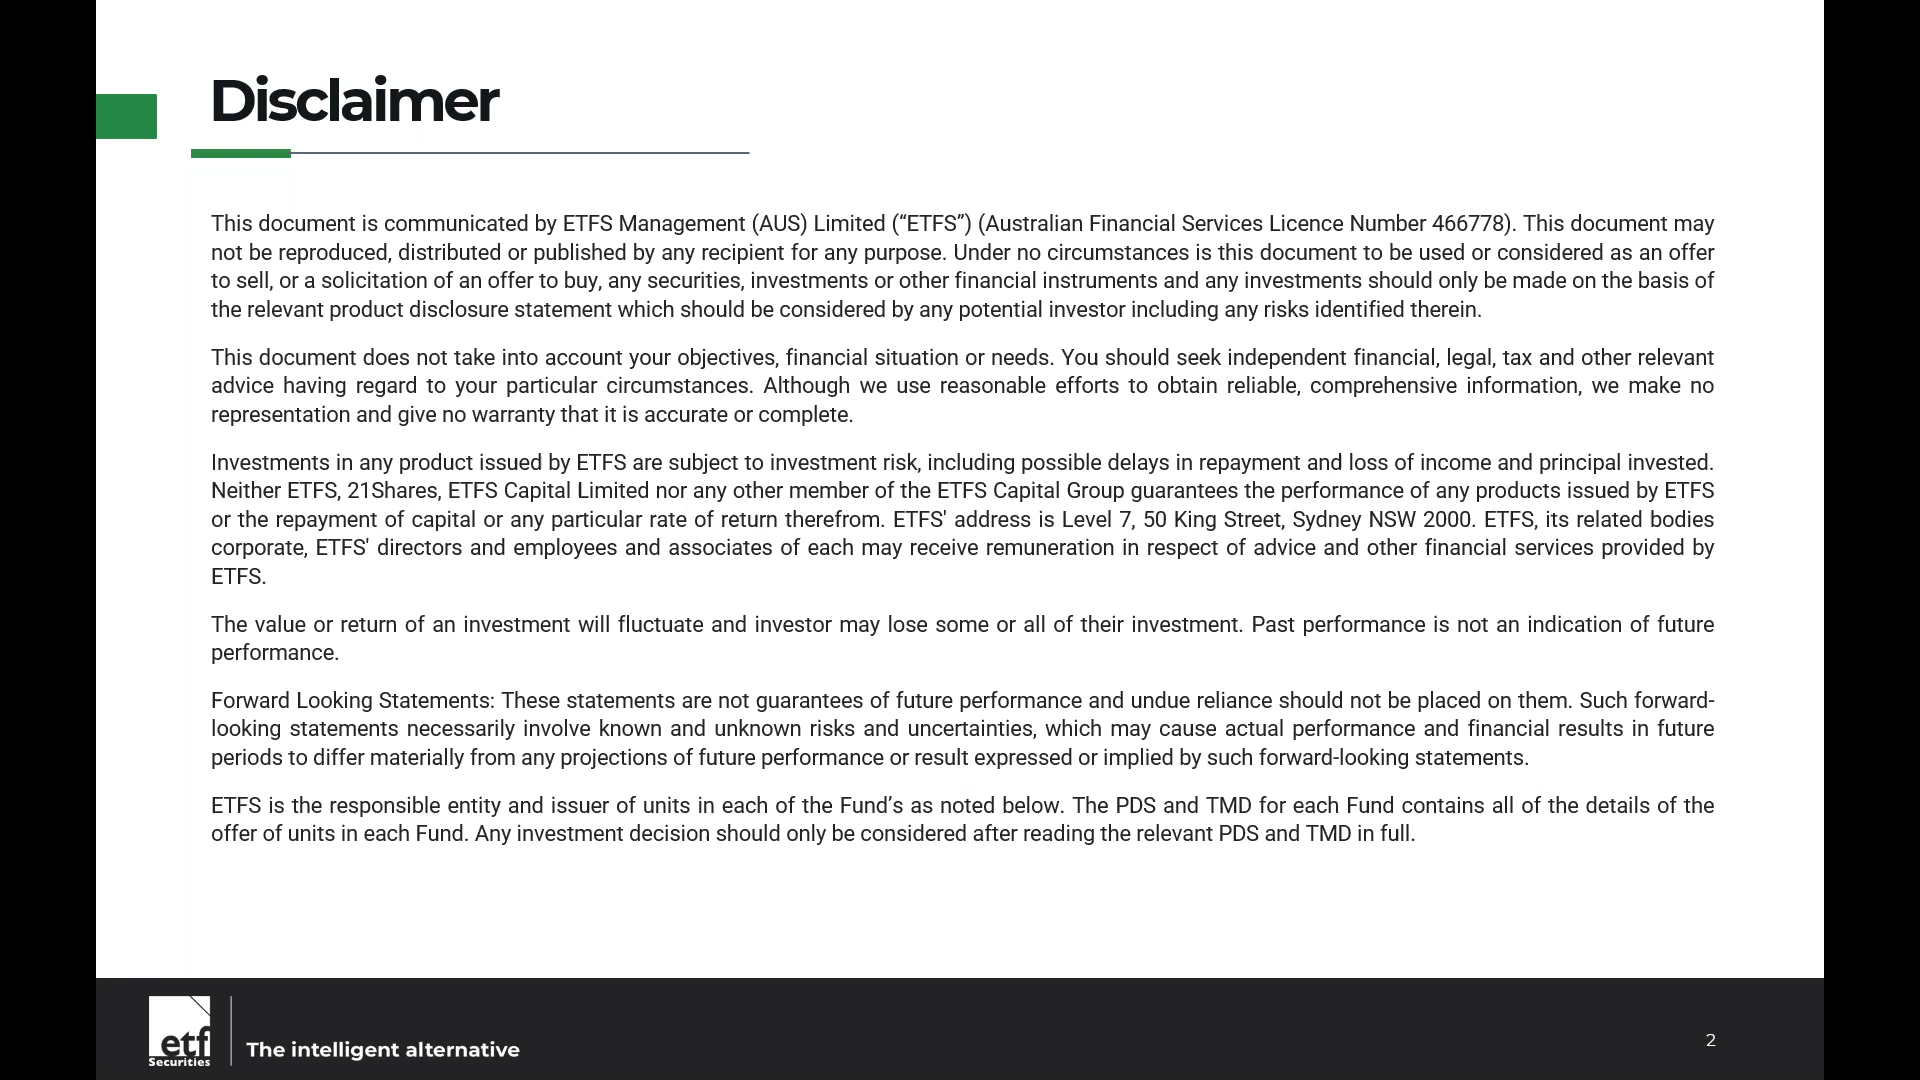 Disclaimer
This document is communicated by ETFS Management (AUS) Limited (“ETFS”) (Australian Financial Services Licence Number 466778). This document may
not be reproduced, distributed or published by any recipient for any purpose. Under no circumstances is this document to be used or considered as an offer
to sell, or a solicitation of an offer to buy, any securities, investments or other financial instruments and any investments should only be made on the basis of
the relevant product disclosure statement which should be considered by any potential investor including any risks identified therein.
This document does not take into account your objectives, financial situation or needs. You should seek independent financial, legal, tax and other relevant
advice having regard to your particular circumstances. Although we use reasonable efforts to obtain reliable, comprehensive information, we make no
representation and give no warranty that it is accurate or complete.
Investments in any product issued by ETFS are subject to investment risk, including possible delays in repayment and loss of income and principal invested.
Neither ETFS, 21Shares, ETFS Capital Limited nor any other member of the ETFS Capital Group guarantees the performance of any products issued by ETFS
or the repayment of capital or any particular rate of return therefrom. ETFS' address is Level 7, 50 King Street, Sydney NSW 2000. ETFS, its related bodies
corporate, ETFS' directors and employees and associates of each may receive remuneration in respect of advice and other financial services provided by
ETFS.
The value or return of an investment will fluctuate and investor may lose some or all of their investment. Past performance is not an indication of future
performance.
Forward Looking Statements: These statements are not guarantees of future performance and undue reliance should not be placed on them. Such forward-
looking statements necessarily involve known and unknown risks and uncertainties, which may cause actual performance and financial results in future
periods to differ materially from any projections of future performance or result expressed or implied by such forward-looking statements.
ETFS is the responsible entity and issuer of units in each of the Fund’s as noted below. The PDS and TMD for each Fund contains all of the details of the
offer of units in each Fund. Any investment decision should only be considered after reading the relevant PDS and TMD in full.
etf
Securities
The intelligent alternative
2